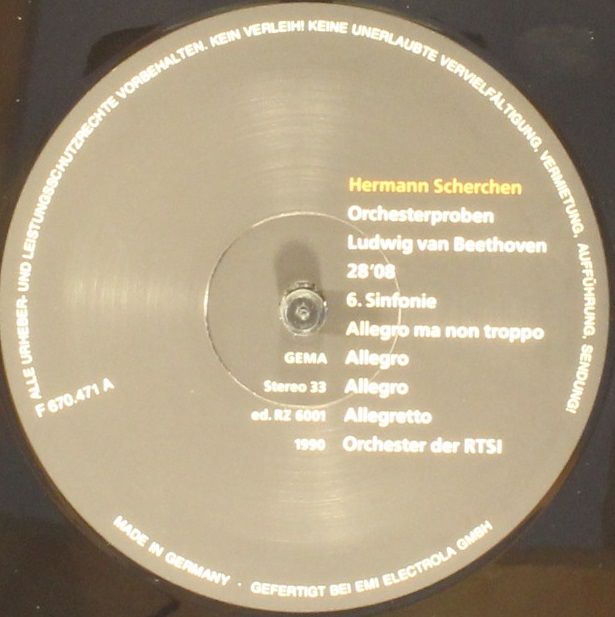 ALLE URHEBER- UND LEISTUNGSSCHUTZRECHTE VORBEHALTEN. KEIN VERLEIH! KEINE UNERLAUBTE VERVIELFÄLTIGUNG, VERMIETUNG, AUFFÜHRUNG, SENDUNG!
Hermann Scherchen
Orchesterproben
Ludwig van Beethoven
28'08
6. Sinfonie
Allegro ma non troppo
GEMA Allegro
Stereo 33 Allegro
ed. RZ 6001 Allegretto
1990 Orchester der RTSI
F 670.471 A
MADE IN GERMANY · GEFERTIGT BEI EMI ELECTROLA GMBH